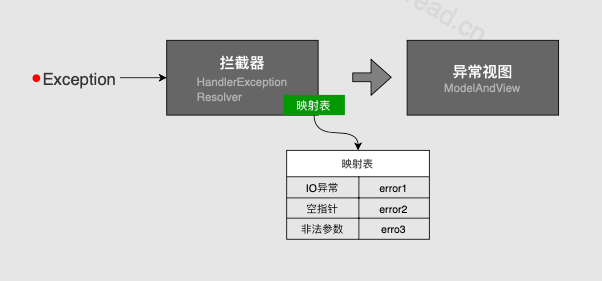 read.cn
Exception
拦截器
HandlerException
Resolver
映射表
异常视图
ModelAndView
映射表
IO异常 error1
空指针 error2
非法参数 erro3